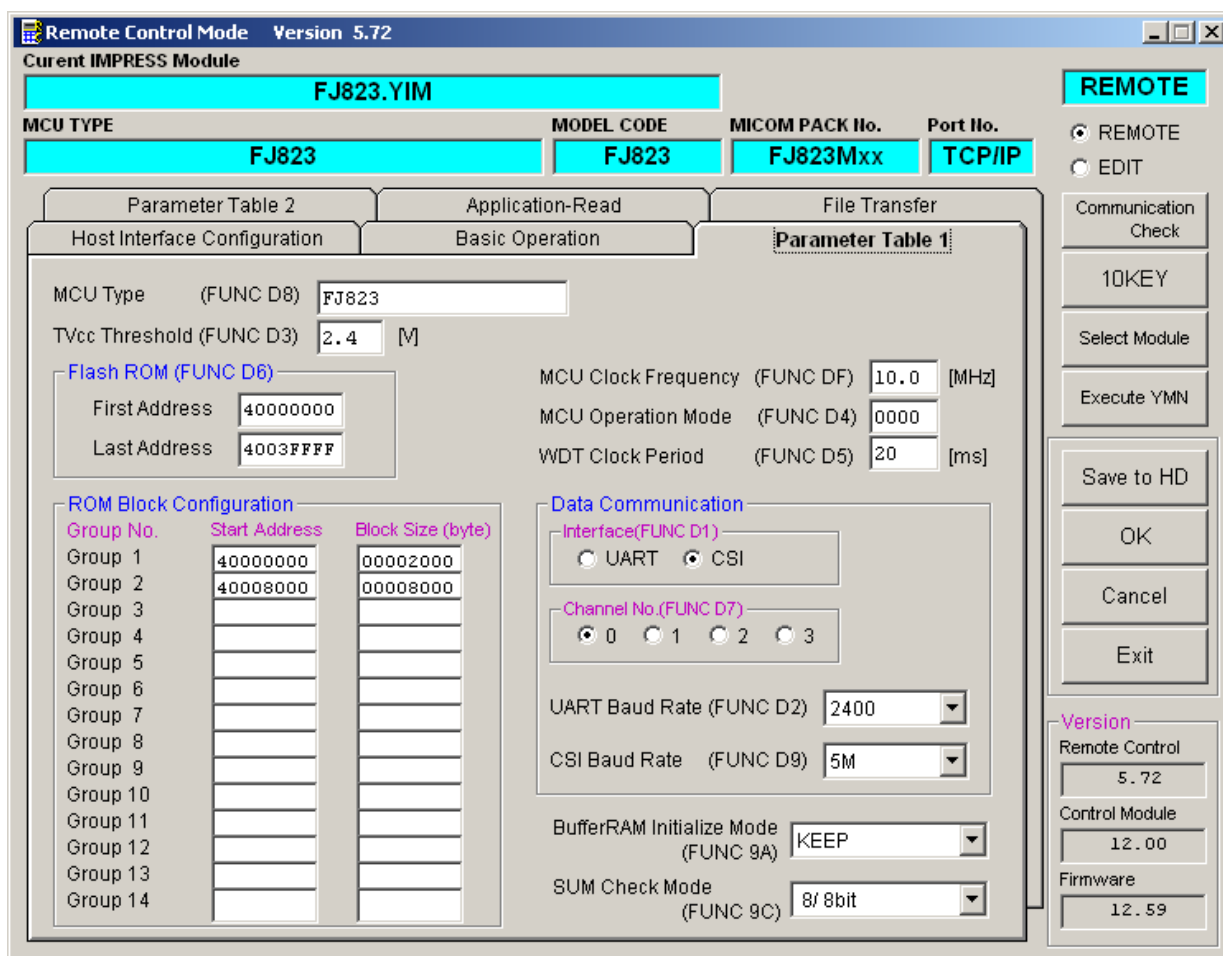 Remote Control Mode Version 5.72
Curent IMPRESS Module
FJ823.YIM
REMOTE
MCU TYPE MODEL CODE MICOM PACK No. Port No.
FJ823 FJ823 FJ823Mxx TCP/IP
REMOTE
EDIT
Parameter Table 2 Application-Read File Transfer
Host Interface Configuration Basic Operation Parameter Table 1
Communication
Check
10KEY
Select Module
Execute YMN
Save to HD
OK
Cancel
Exit
MCU Type (FUNC D8) FJ823
TVcc Threshold (FUNC D3) 2.4 [V]
Flash ROM (FUNC D6)
First Address 40000000
Last Address 4003FFFF
MCU Clock Frequency (FUNC DF) 10.0 [MHz]
MCU Operation Mode (FUNC D4) 0000
WDT Clock Period (FUNC D5) 20 [ms]
ROM Block Configuration
Group No. Start Address Block Size (byte)
Group 1 40000000 00002000
Group 2 40008000 00008000
Group 3
Group 4
Group 5
Group 6
Group 7
Group 8
Group 9
Group 10
Group 11
Group 12
Group 13
Group 14
Data Communication
Interface(FUNC D1)
UART CSI
Channel No.(FUNC D7)
0 1 2 3
UART Baud Rate (FUNC D2) 2400
CSI Baud Rate (FUNC D9) 5M
BufferRAM Initialize Mode
(FUNC 9A) KEEP
SUM Check Mode
(FUNC 9C) 8/ 8bit
Version
Remote Control
5.72
Control Module
12.00
Firmware
12.59